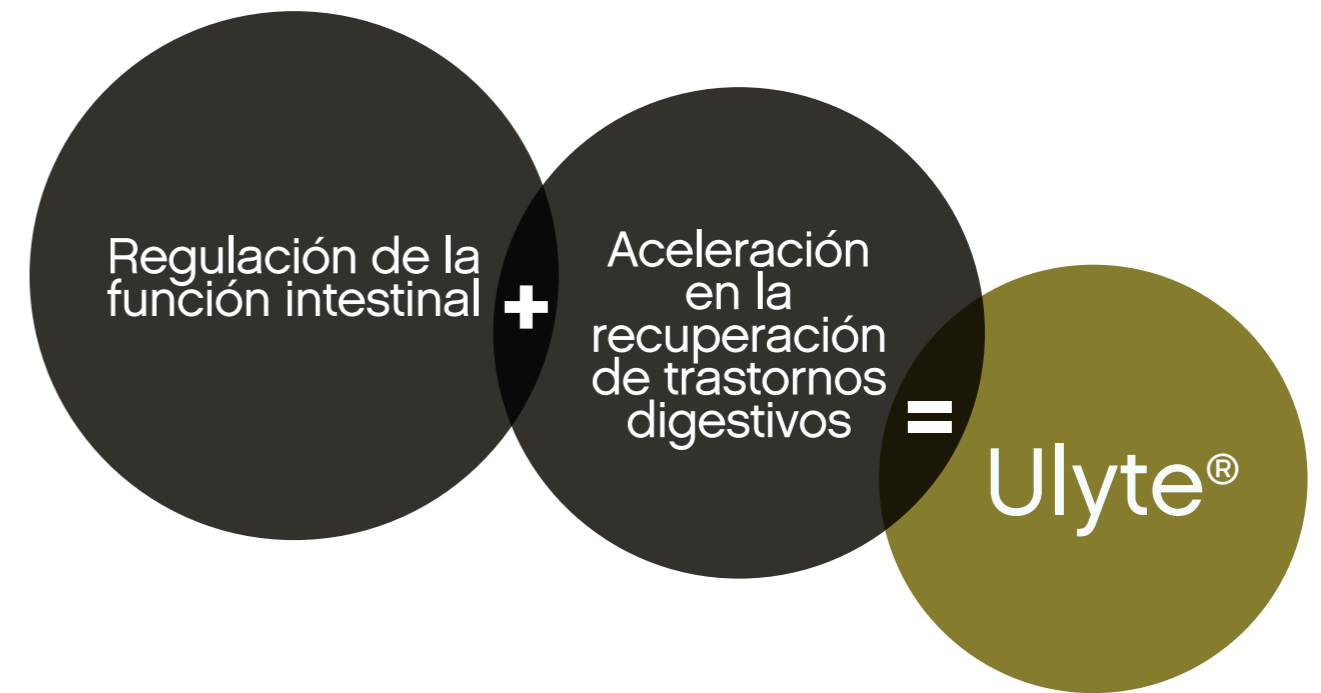 Regulación de la
función intestinal
+
Aceleración
en la
recuperación
de trastornos
digestivos
=
Ulyte®